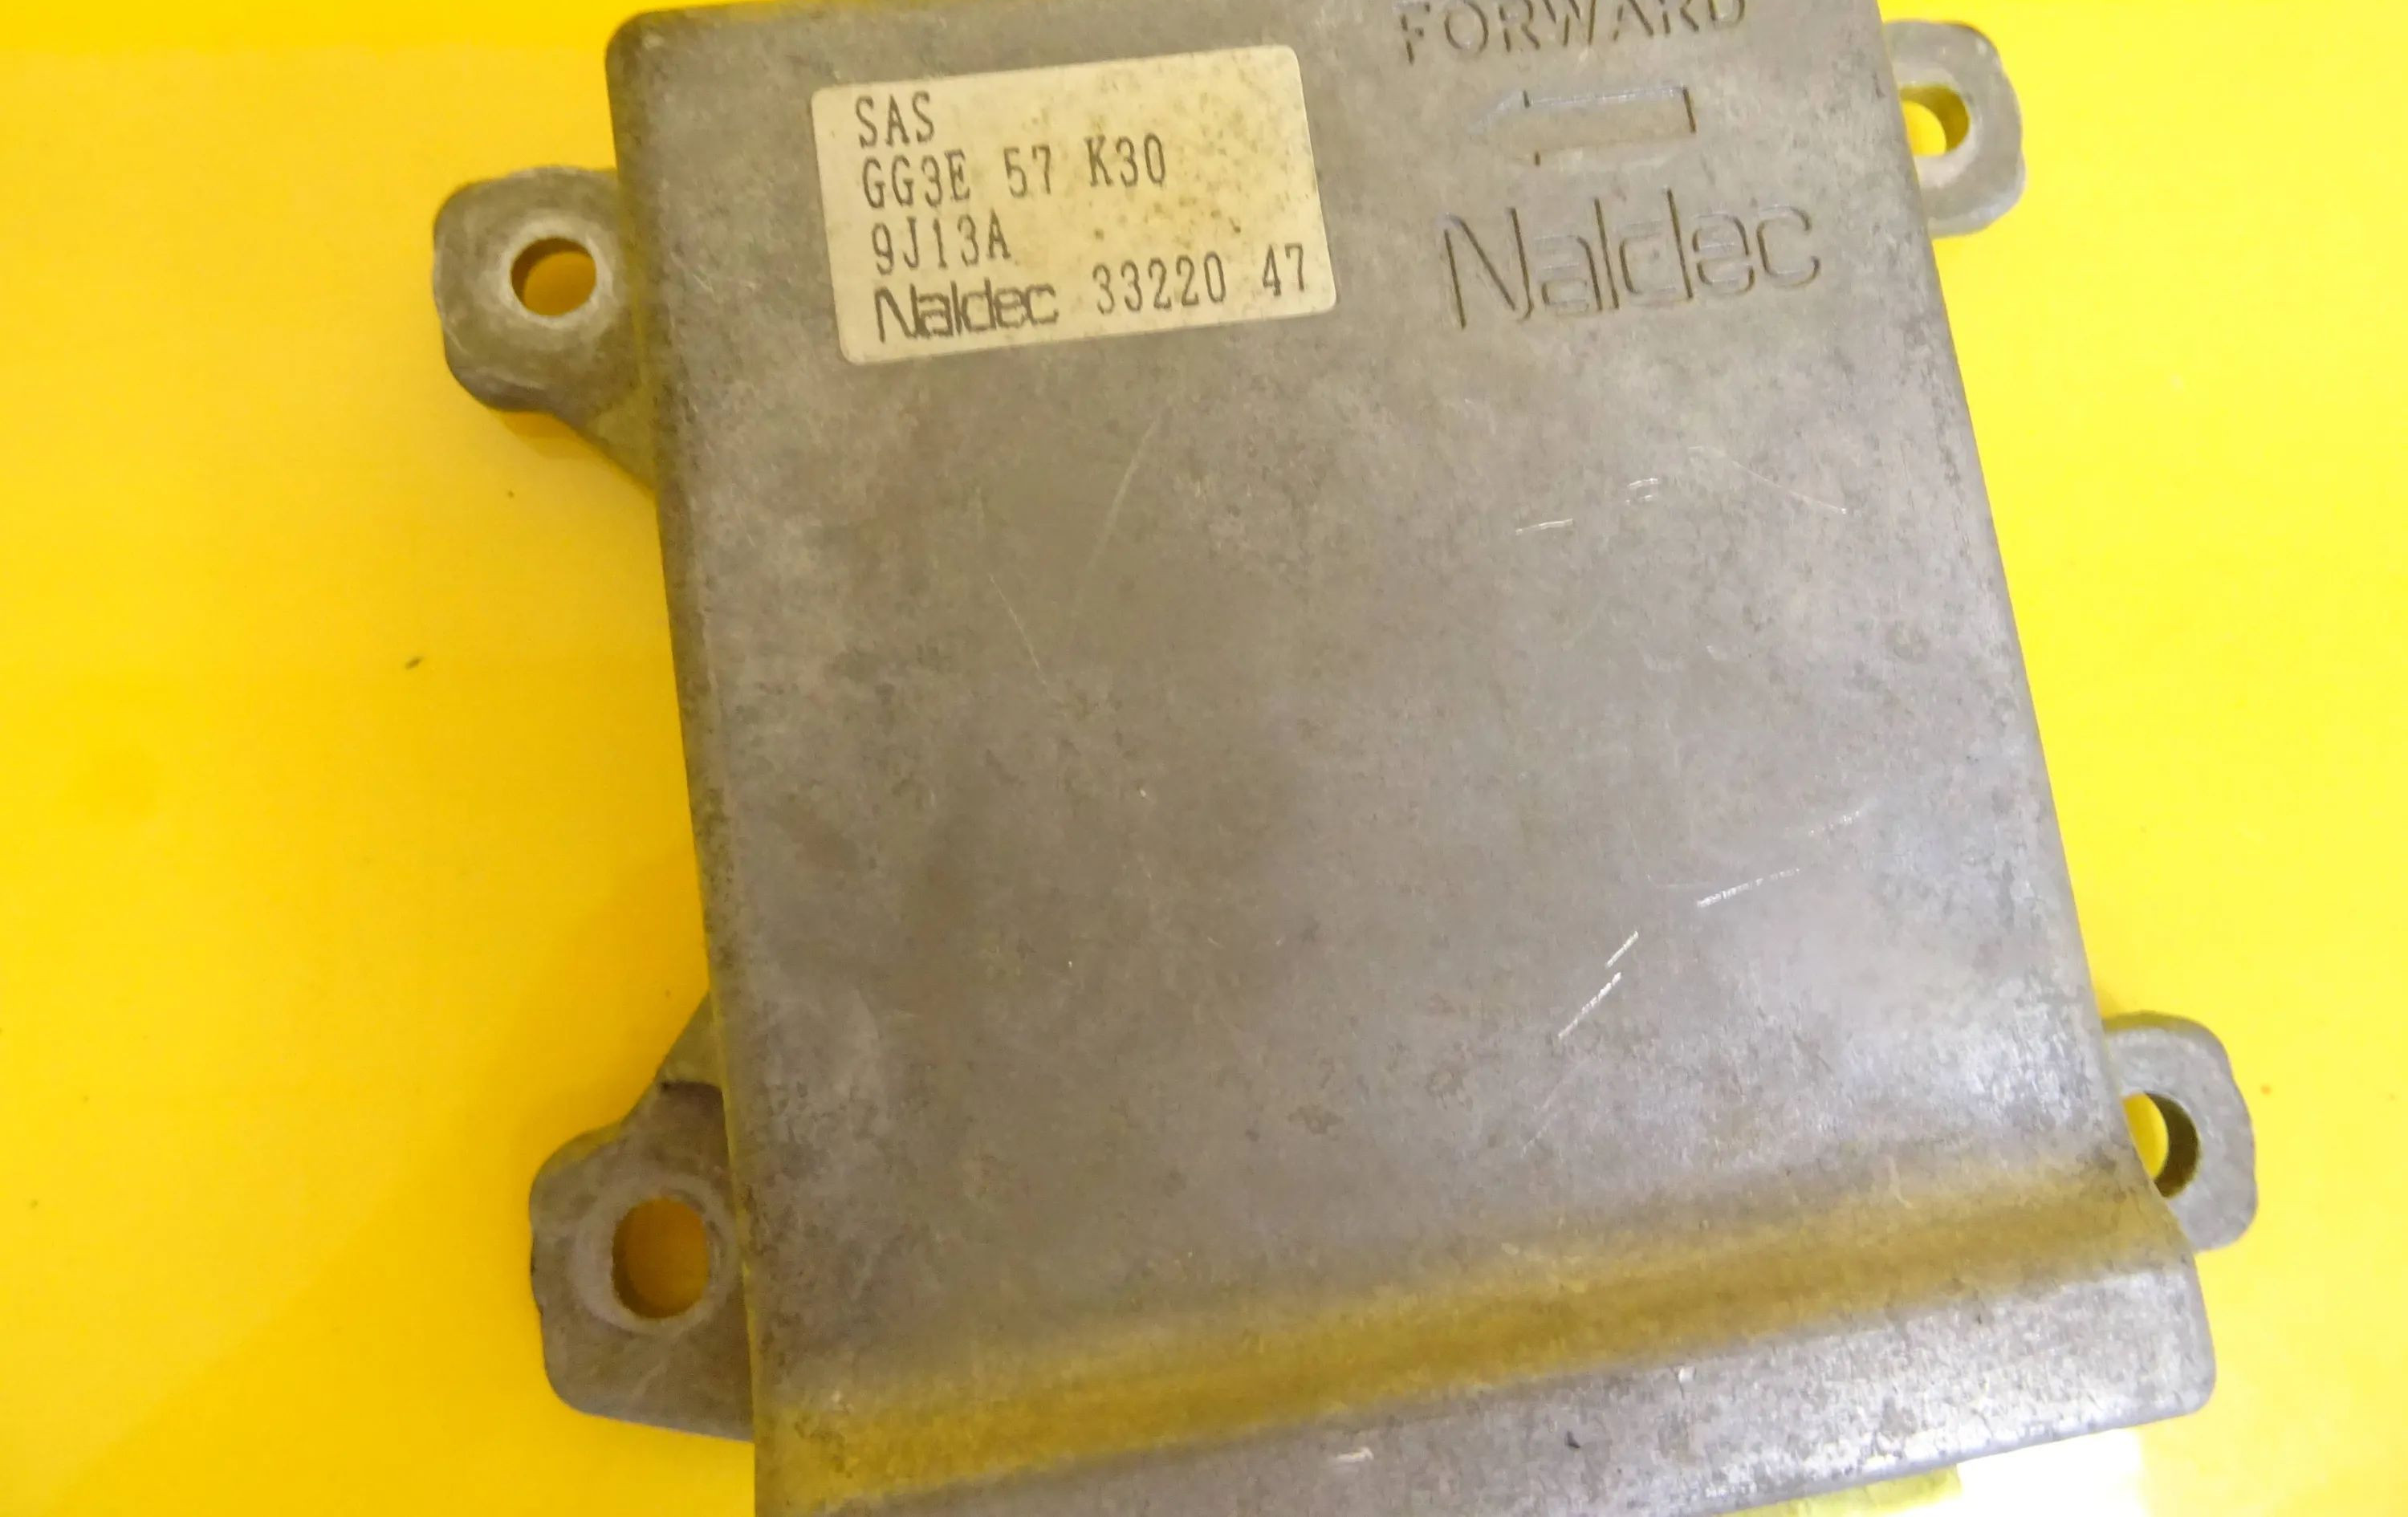 FORWARD
SAS
GG3E 57 K30
9J13A
Naldec 33220 47
Naldec